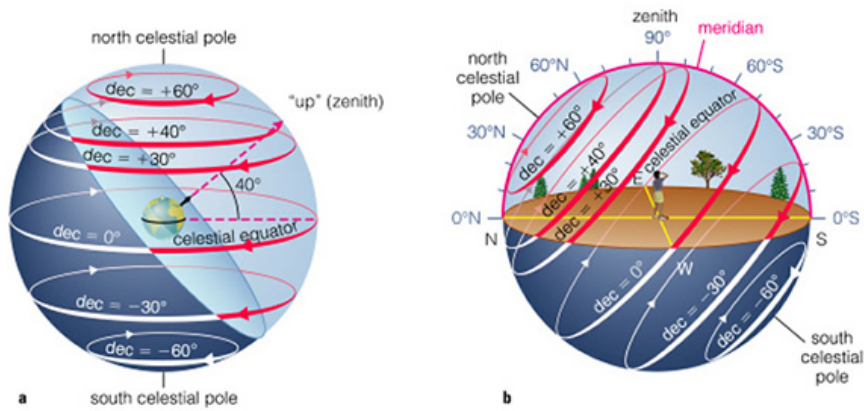 north celestial pole
dec = +60°
"up" (zenith)
dec = +40°
dec = +30°
40°
dec = 0°
celestial equator
dec = −30°
dec = −60°
a
south celestial pole
zenith
90°
meridian
north
celestial
pole
60°N
60°S
30°N
30°S
dec = +60°
dec = +40°
dec = +30°
celestial equator
E
0°N
0°S
N
S
W
dec = 0°
dec = −30°
dec = −60°
south
celestial
pole
b